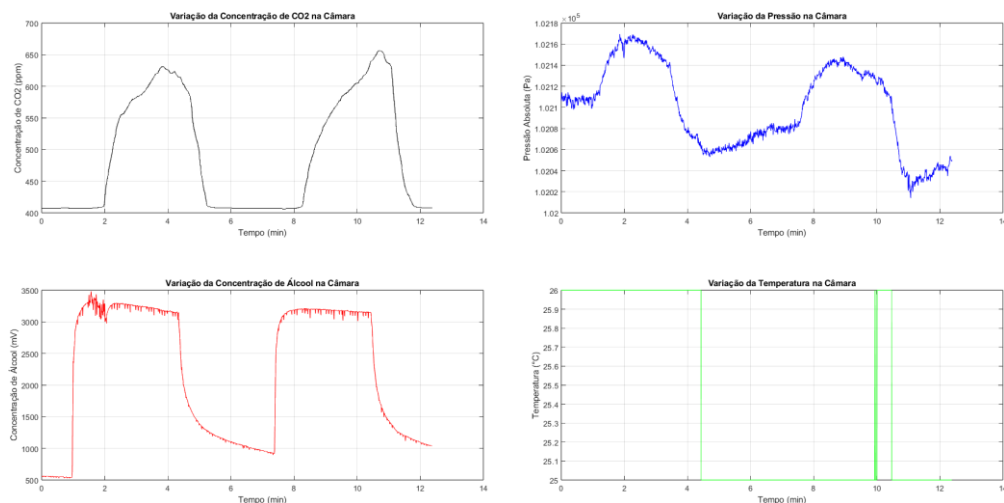 Variação da Concentração de CO2 na Câmara
Concentração de CO2 (ppm)
700
650
600
550
500
450
400
0 2 4 6 8 10 12 14
Tempo (min)
Variação da Pressão na Câmara
×10⁵
Pressão Absoluta (Pa)
1.0218
1.0216
1.0214
1.0212
1.021
1.0208
1.0206
1.0204
1.0202
1.02
0 2 4 6 8 10 12 14
Tempo (min)
Variação da Concentração de Álcool na Câmara
Concentração de Álcool (mV)
3500
3000
2500
2000
1500
1000
500
0 2 4 6 8 10 12 14
Tempo (min)
Variação da Temperatura na Câmara
Temperatura (°C)
26
25.9
25.8
25.7
25.6
25.5
25.4
25.3
25.2
25.1
25
0 2 4 6 8 10 12 14
Tempo (min)